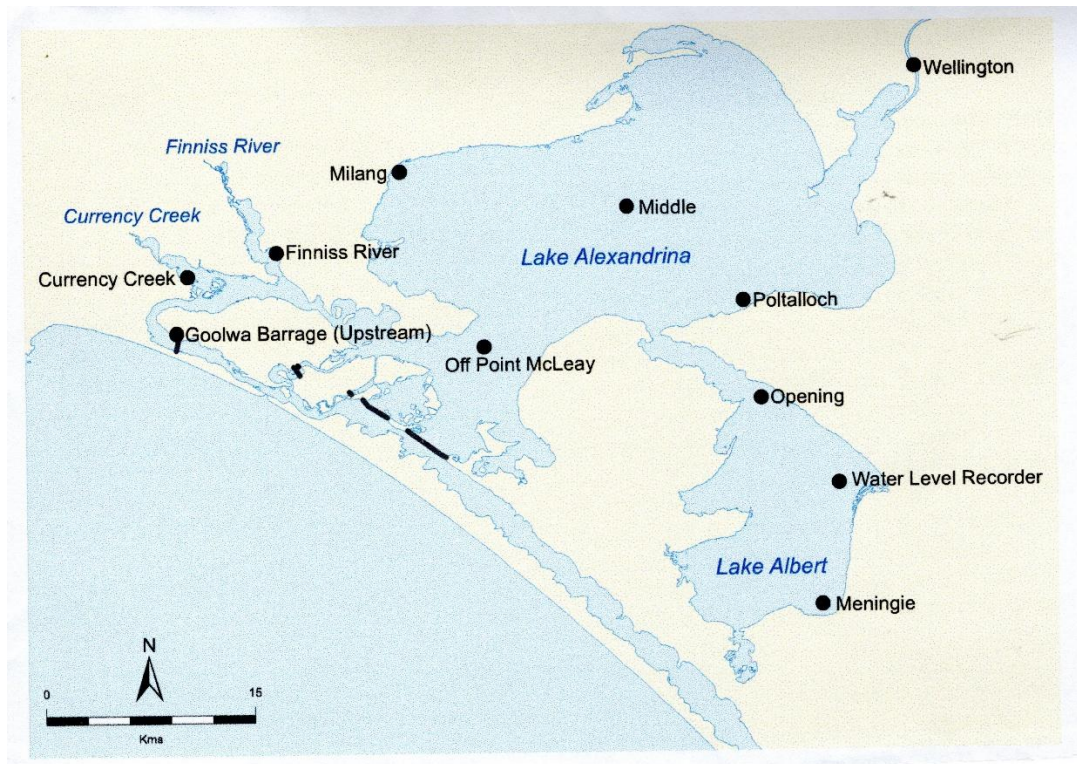 Wellington
Finniss River
Milang
Middle
Currency Creek
Finniss River
Lake Alexandrina
Currency Creek
Poltalloch
Goolwa Barrage (Upstream)
Off Point McLeay
Opening
Water Level Recorder
Lake Albert
Meningie
N
0 15
Kms